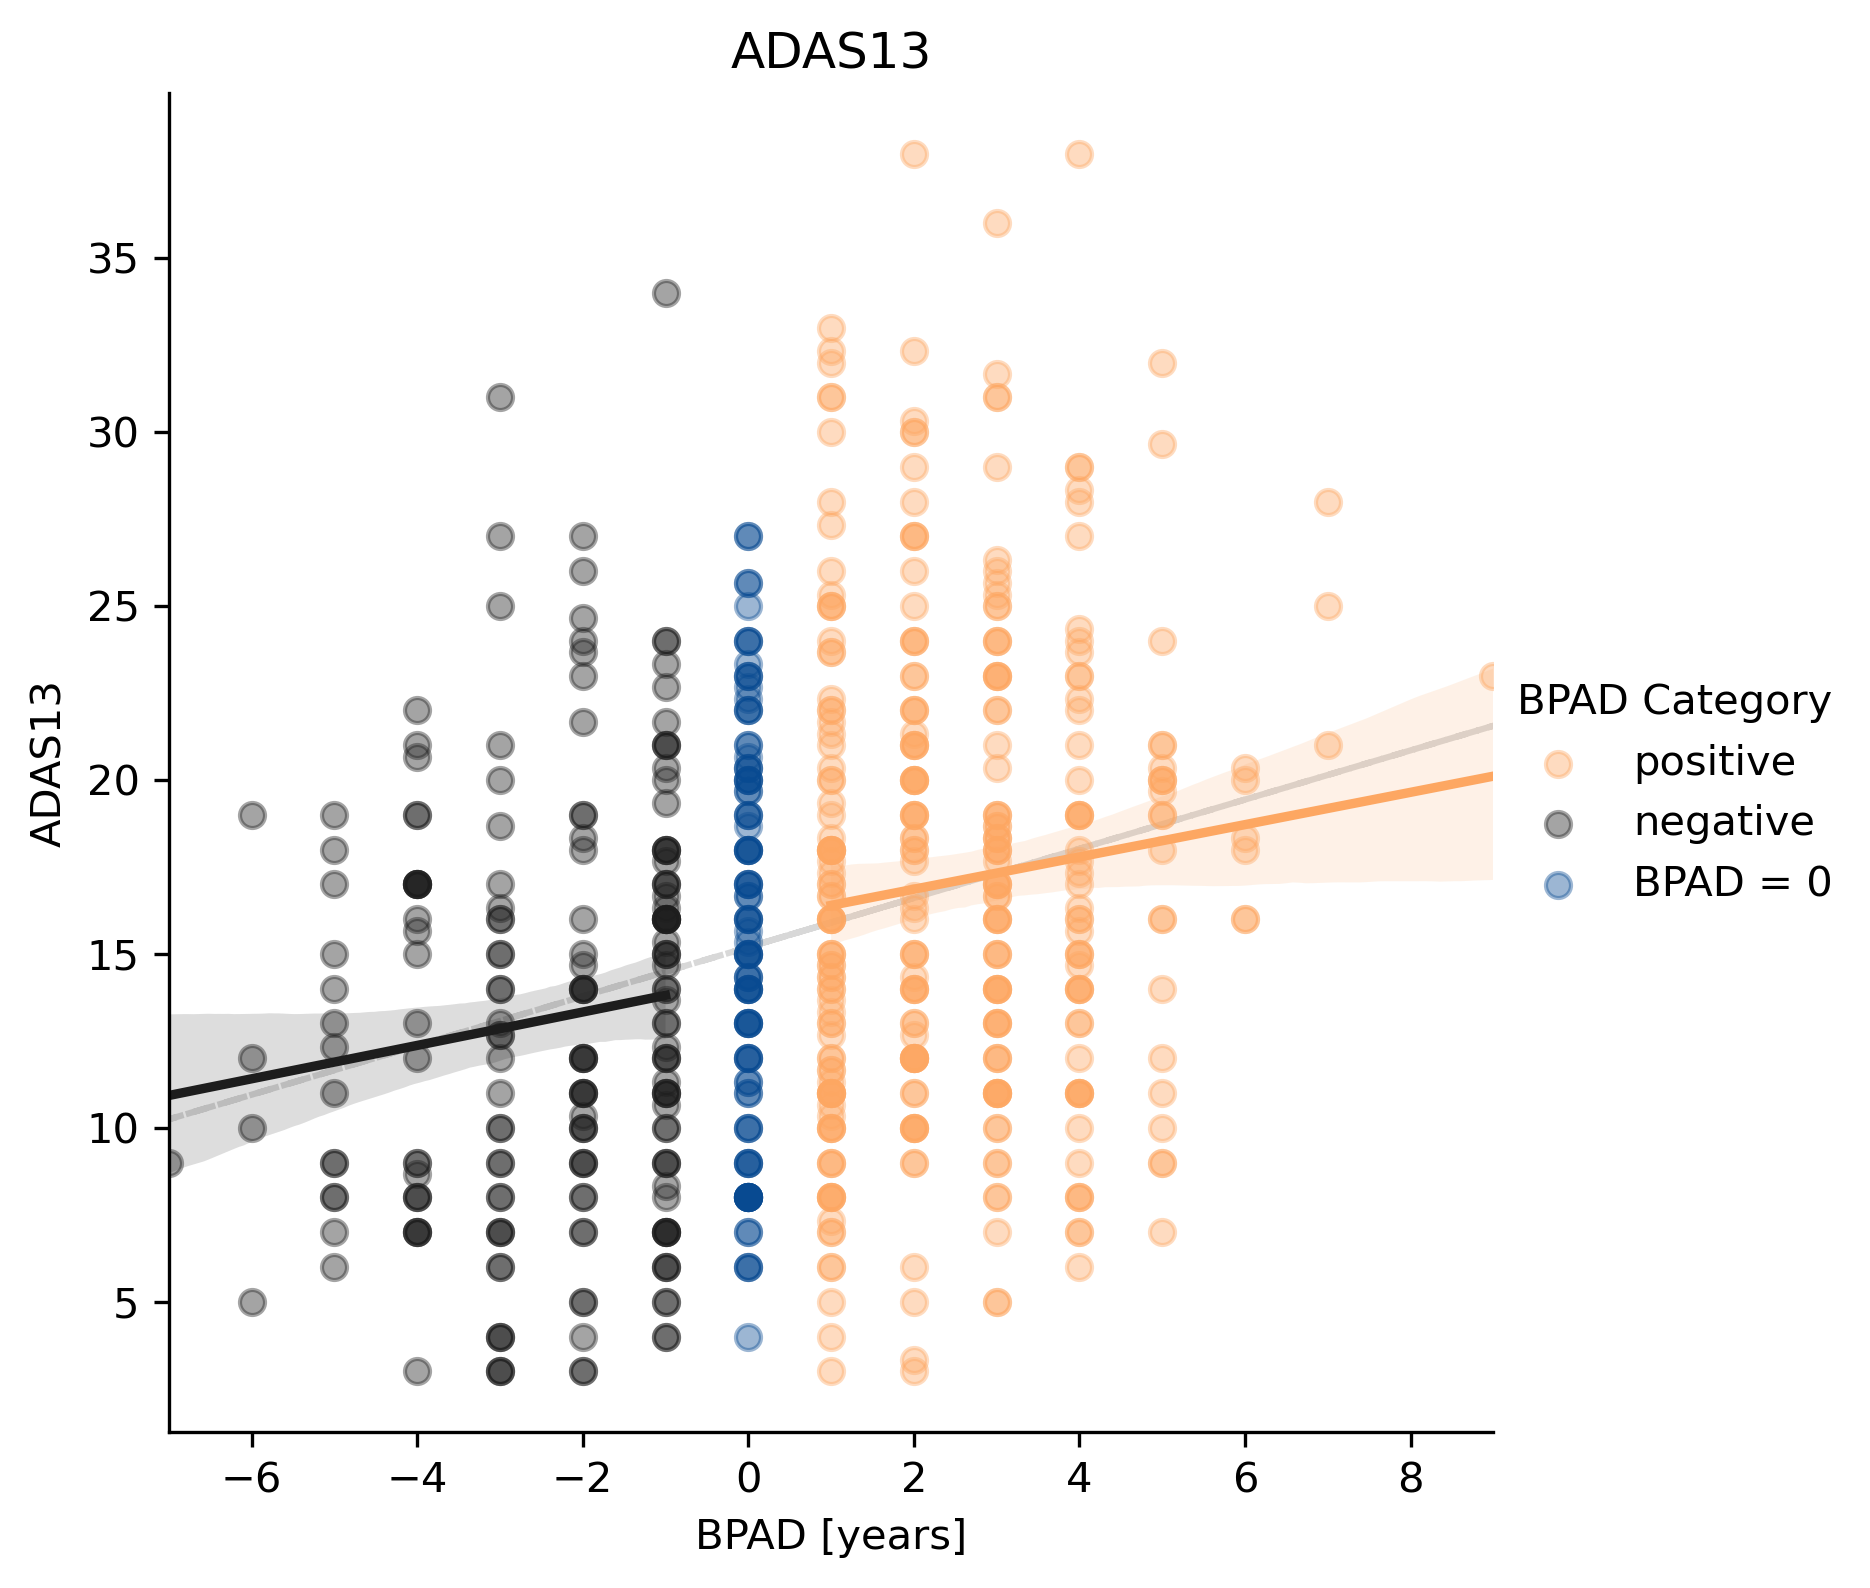 ADAS13
ADAS13
35
30
25
20
15
10
5
−6 −4 −2 0 2 4 6 8
BPAD [years]
BPAD Category
positive
negative
BPAD = 0